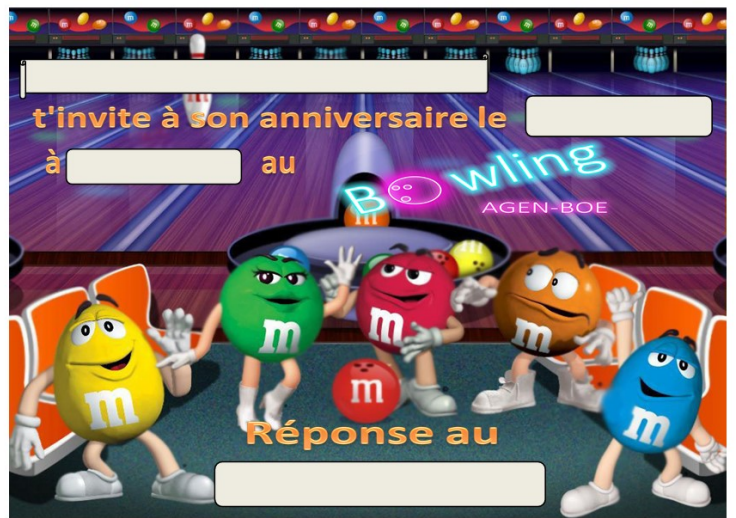 t'invite à son anniversaire le
à au
Bowling
AGEN-BOE
m
m
m m
m
m
m
Réponse au